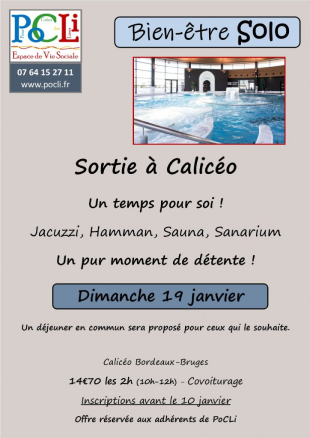 PoCLi
Espace de Vie Sociale
07 64 15 27 11
www.pocli.fr
Bien-être Solo
Sortie à Calicéo
Un temps pour soi !
Jacuzzi, Hamman, Sauna, Sanarium
Un pur moment de détente !
Dimanche 19 janvier
Un déjeuner en commun sera proposé pour ceux qui le souhaite.
Calicéo Bordeaux-Bruges
14€70 les 2h (10h-12h) - Covoiturage
Inscriptions avant le 10 janvier
Offre réservée aux adhérents de PoCLi